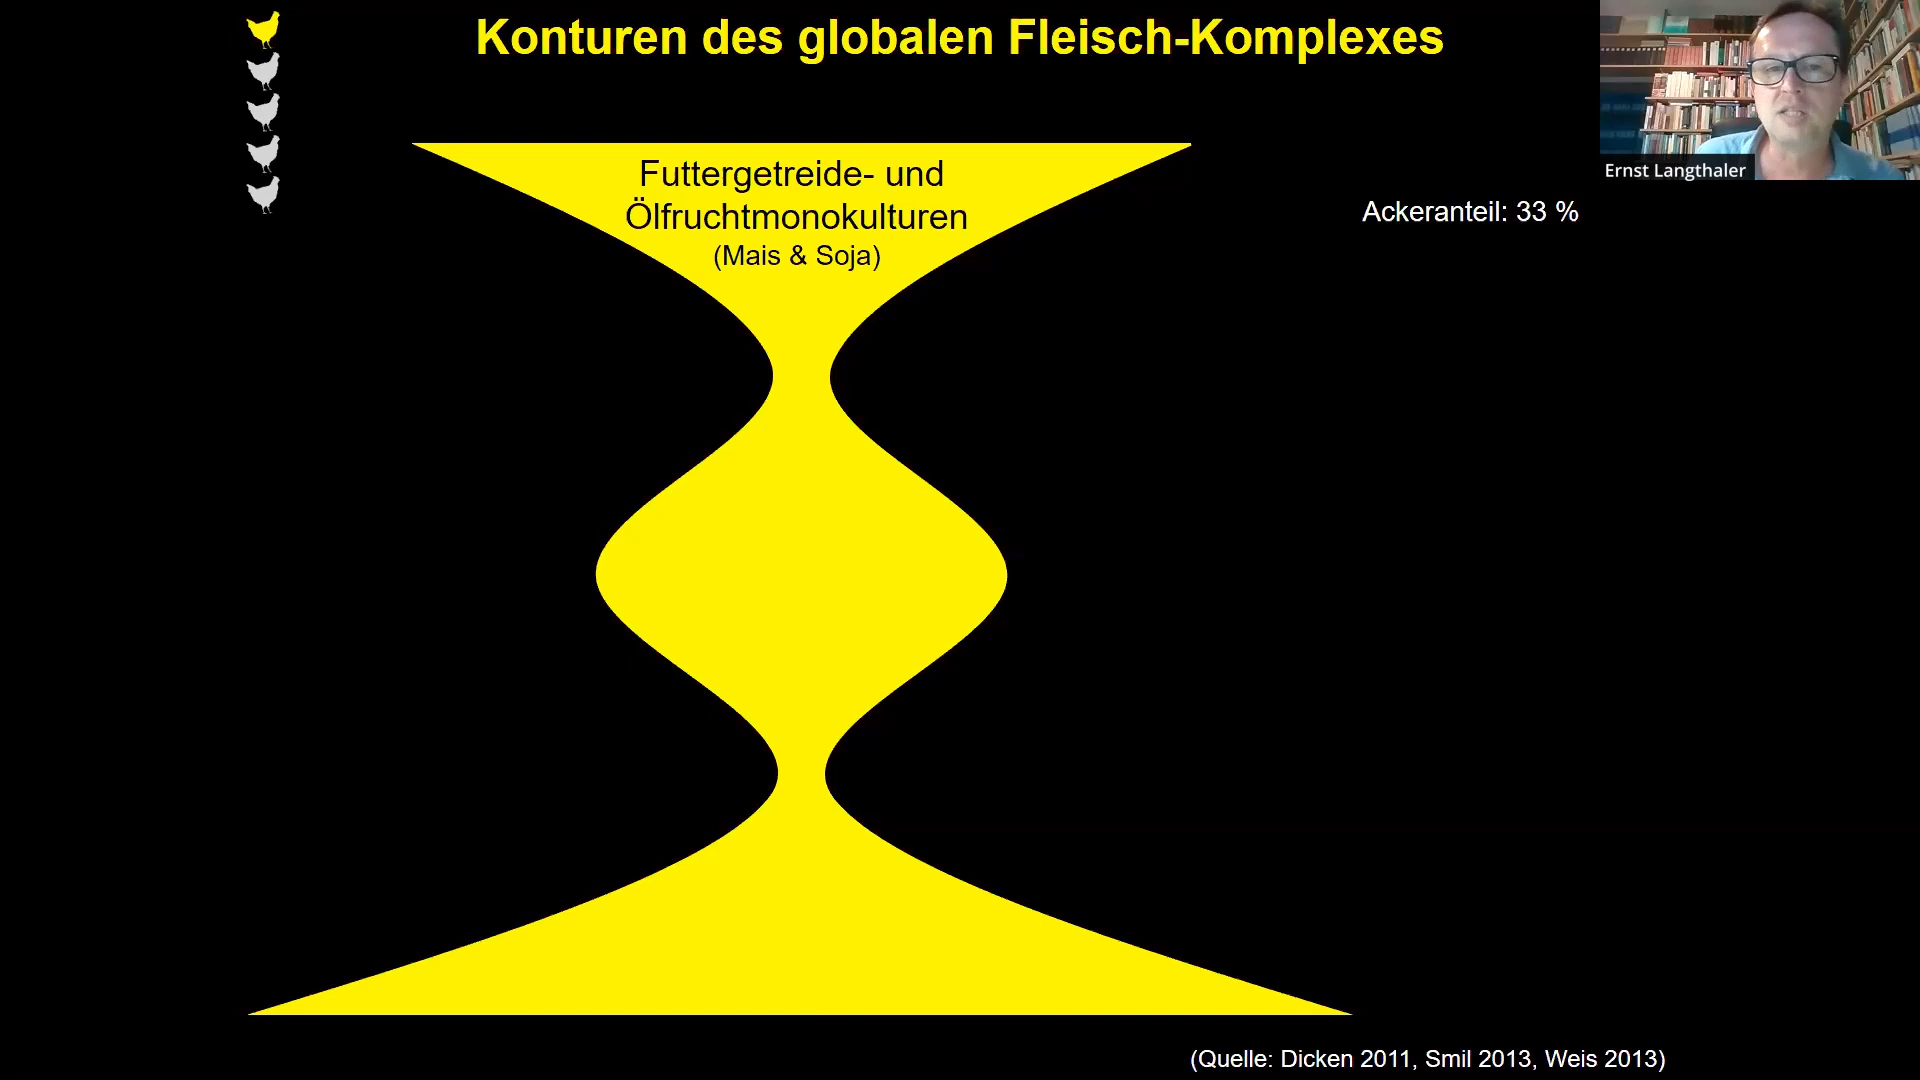 Konturen des globalen Fleisch-Komplexes
Futtergetreide- und
Ölfruchtmonokulturen
(Mais & Soja)
Ernst Langthaler
Ackeranteil: 33 %
(Quelle: Dicken 2011, Smil 2013, Weis 2013)